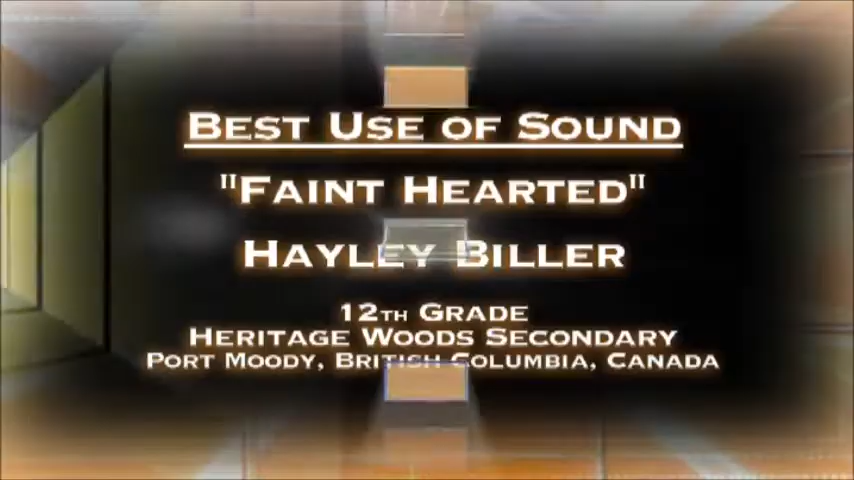 BEST USE OF SOUND
"FAINT HEARTED"
HAYLEY BILLER
12TH GRADE
HERITAGE WOODS SECONDARY
PORT MOODY, BRITISH COLUMBIA, CANADA